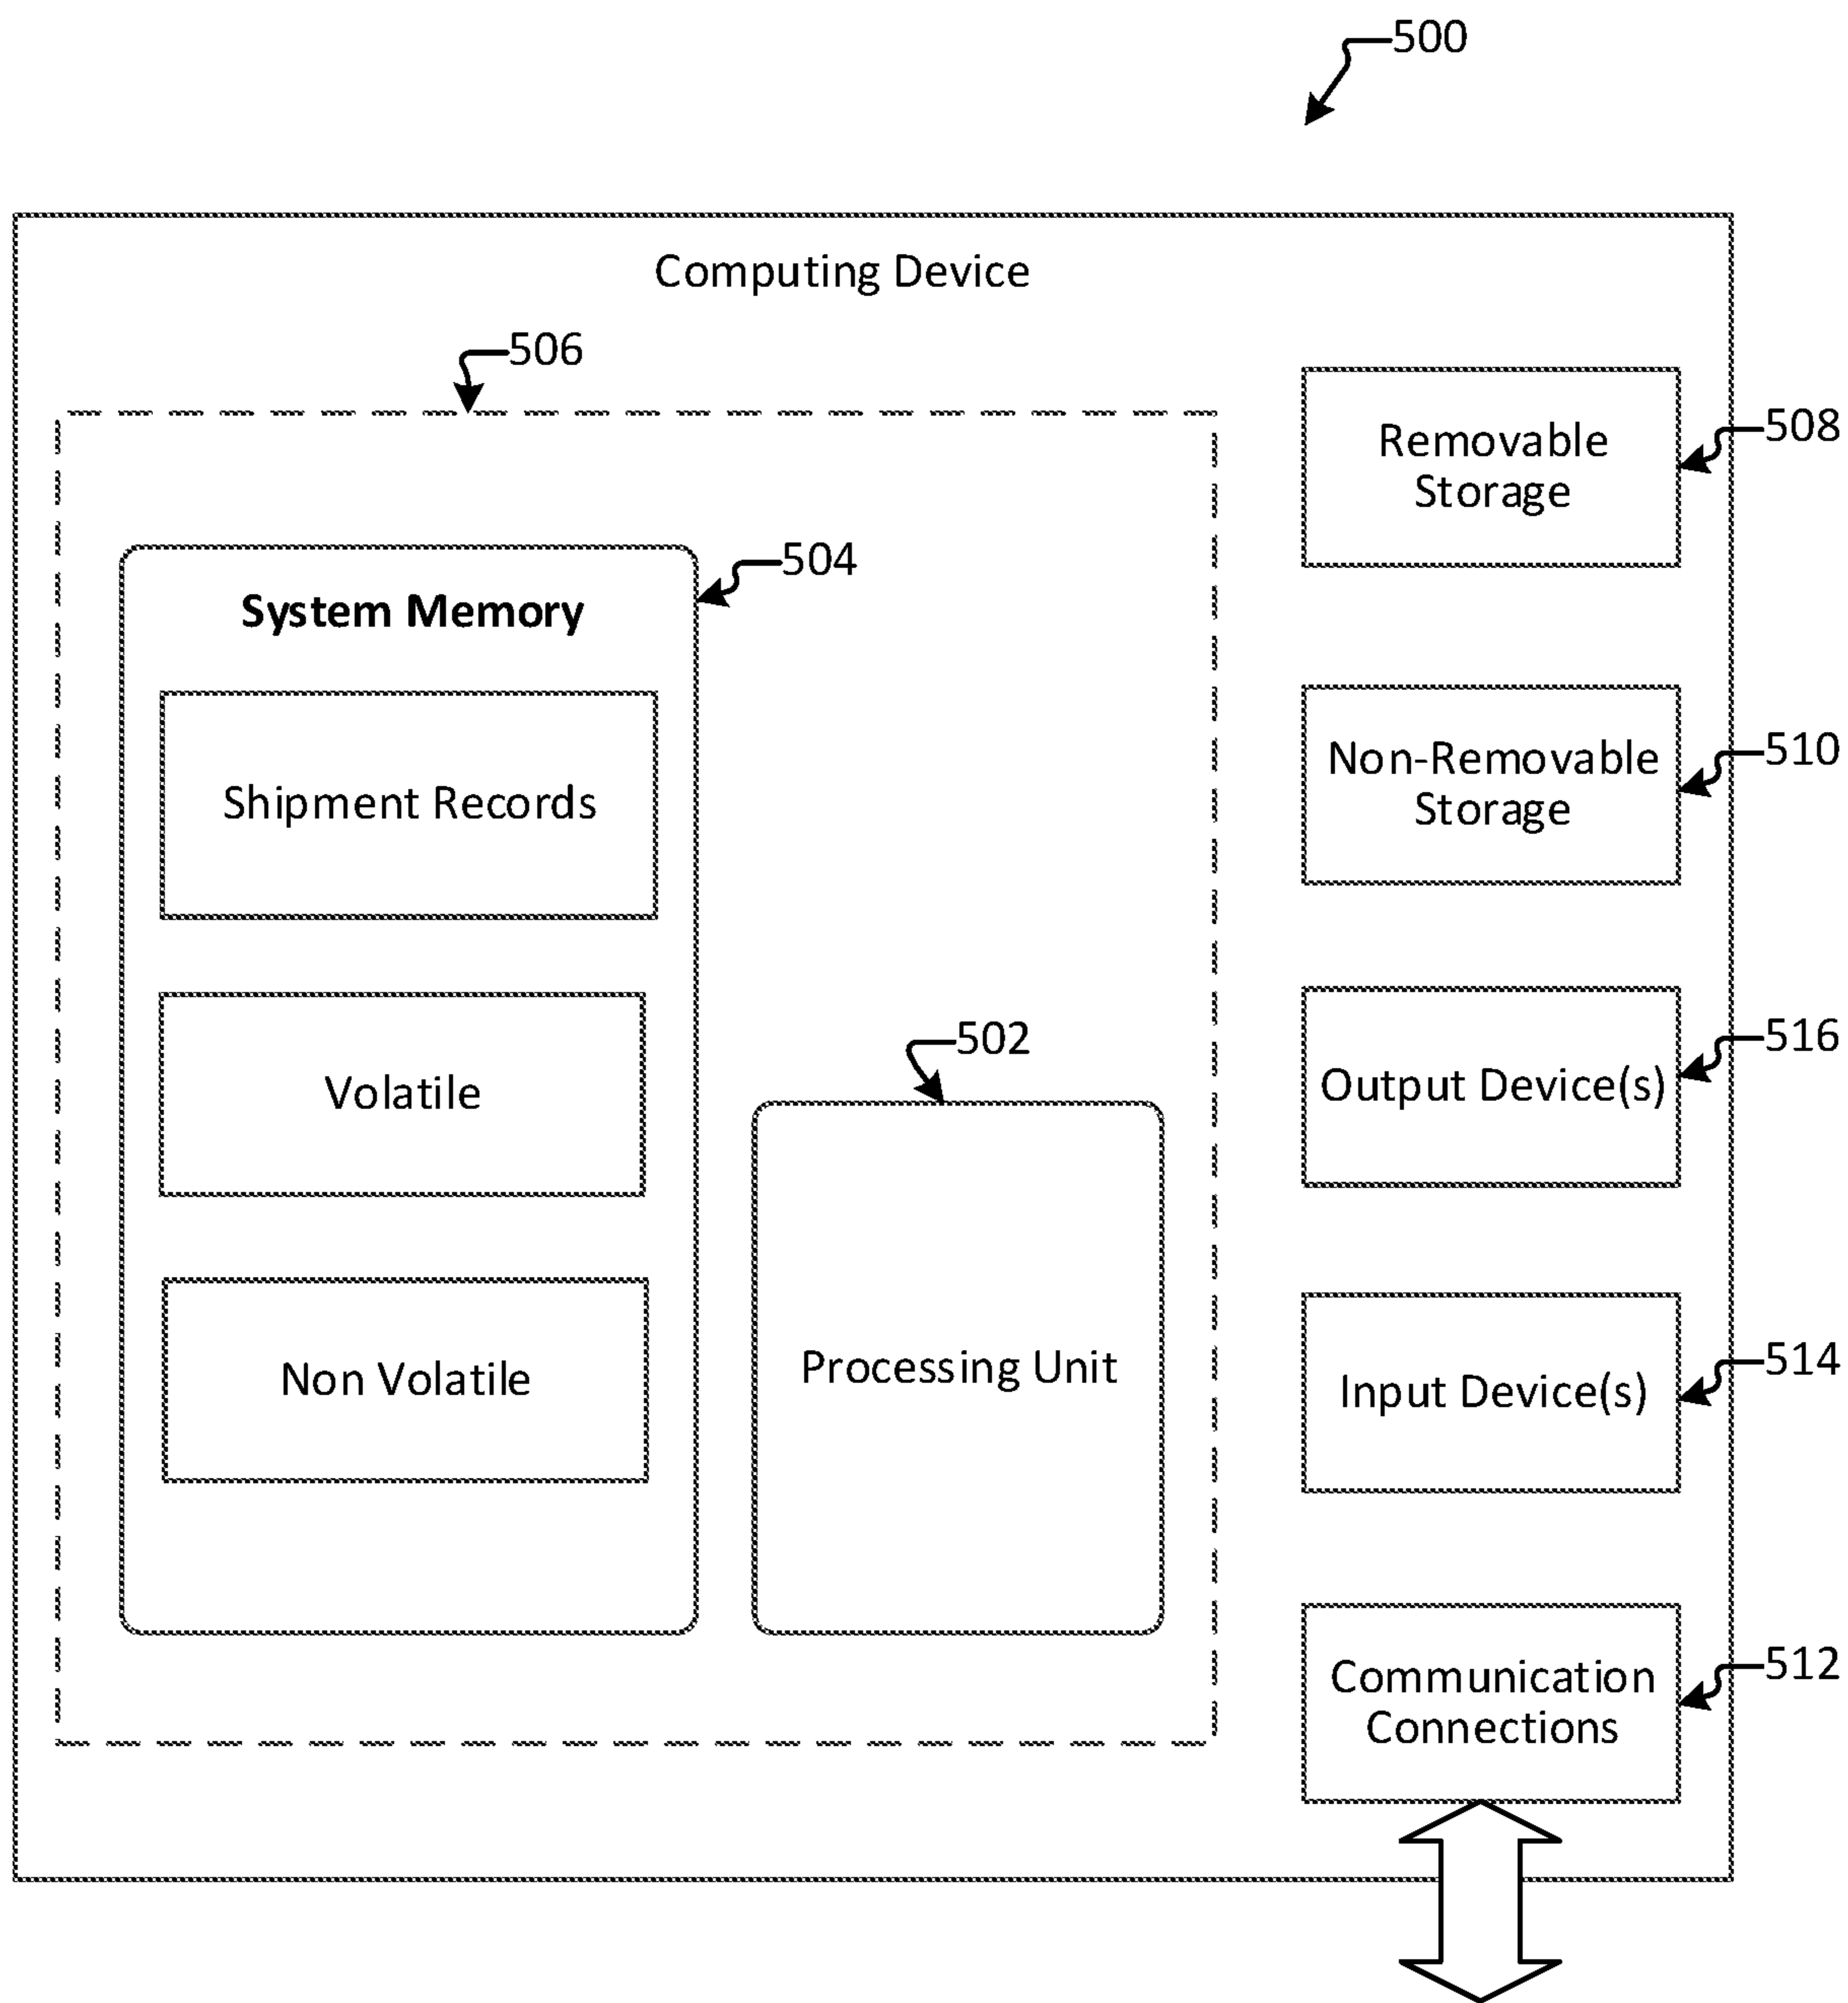 500
Computing Device
506
508
Removable
Storage
504
System Memory
Shipment Records
510
Non-Removable
Storage
Volatile
502
516
Output Device(s)
Non Volatile
Processing Unit
514
Input Device(s)
512
Communication
Connections